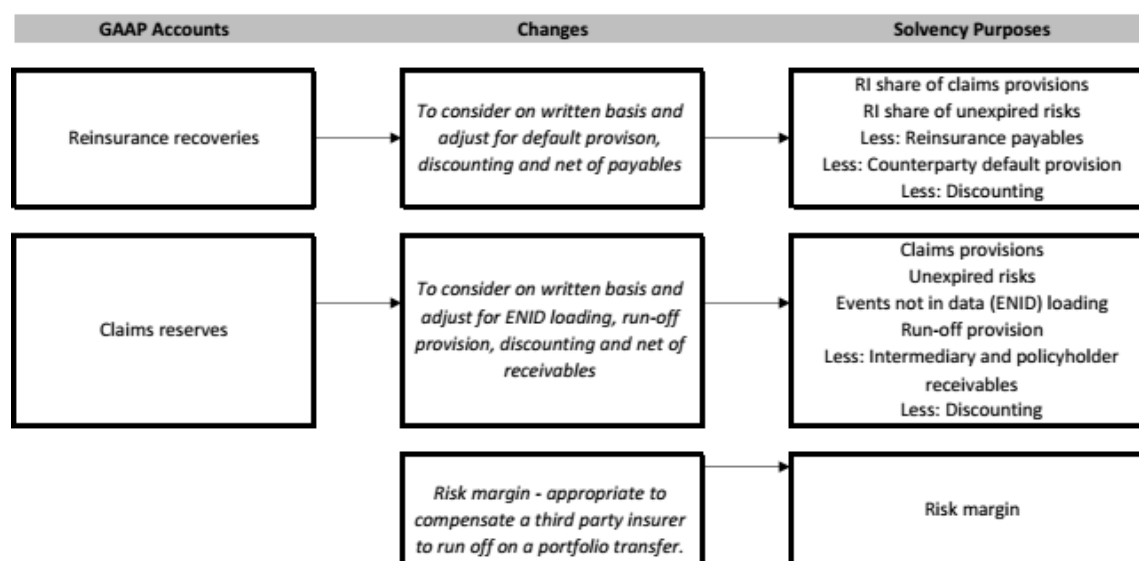 GAAP Accounts
Changes
Solvency Purposes
Reinsurance recoveries
To consider on written basis and
adjust for default provison,
discounting and net of payables
RI share of claims provisions
RI share of unexpired risks
Less: Reinsurance payables
Less: Counterparty default provision
Less: Discounting
Claims reserves
To consider on written basis and
adjust for ENID loading, run-off
provision, discounting and net of
receivables
Claims provisions
Unexpired risks
Events not in data (ENID) loading
Run-off provision
Less: Intermediary and policyholder
receivables
Less: Discounting
Risk margin - appropriate to
compensate a third party insurer
to run off on a portfolio transfer.
Risk margin